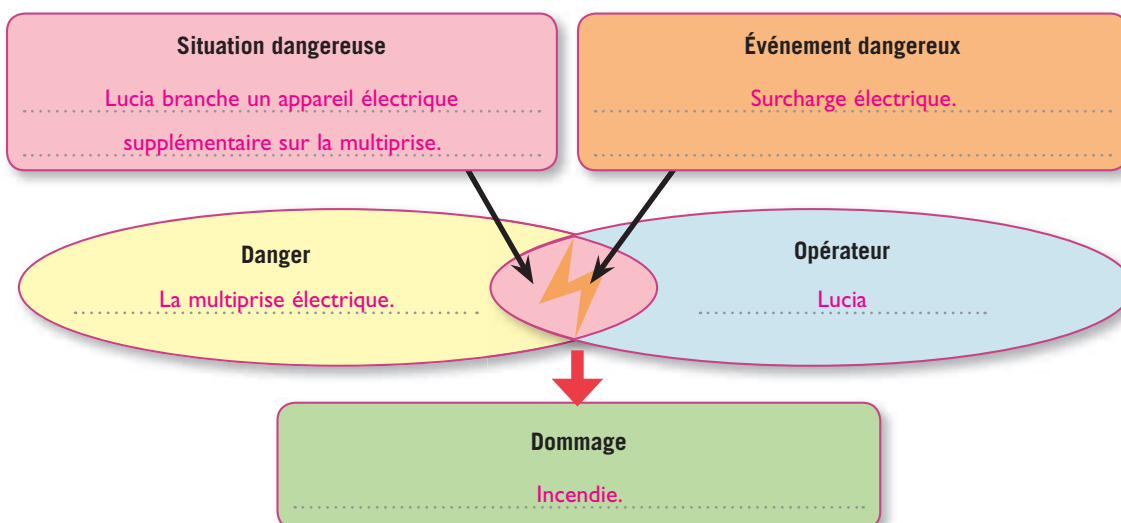 Situation dangereuse
Lucia branche un appareil électrique
supplémentaire sur la multiprise.
Événement dangereux
Surcharge électrique.
Danger
La multiprise électrique.
Opérateur
Lucia
Dommage
Incendie.